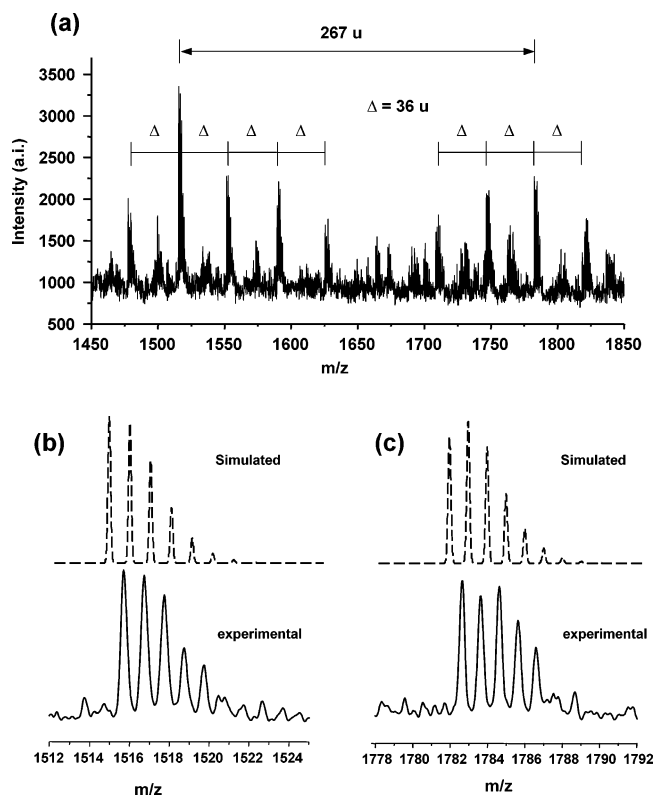 (a)
267 u
3500
3000
2500
2000
1500
1000
500
Intensity (a.i.)
Δ Δ Δ Δ Δ = 36 u Δ Δ Δ
1450 1500 1550 1600 1650 1700 1750 1800 1850
m/z
(b)
Simulated
experimental
1512 1514 1516 1518 1520 1522 1524
m/z
(c)
Simulated
experimental
1778 1780 1782 1784 1786 1788 1790 1792
m/z